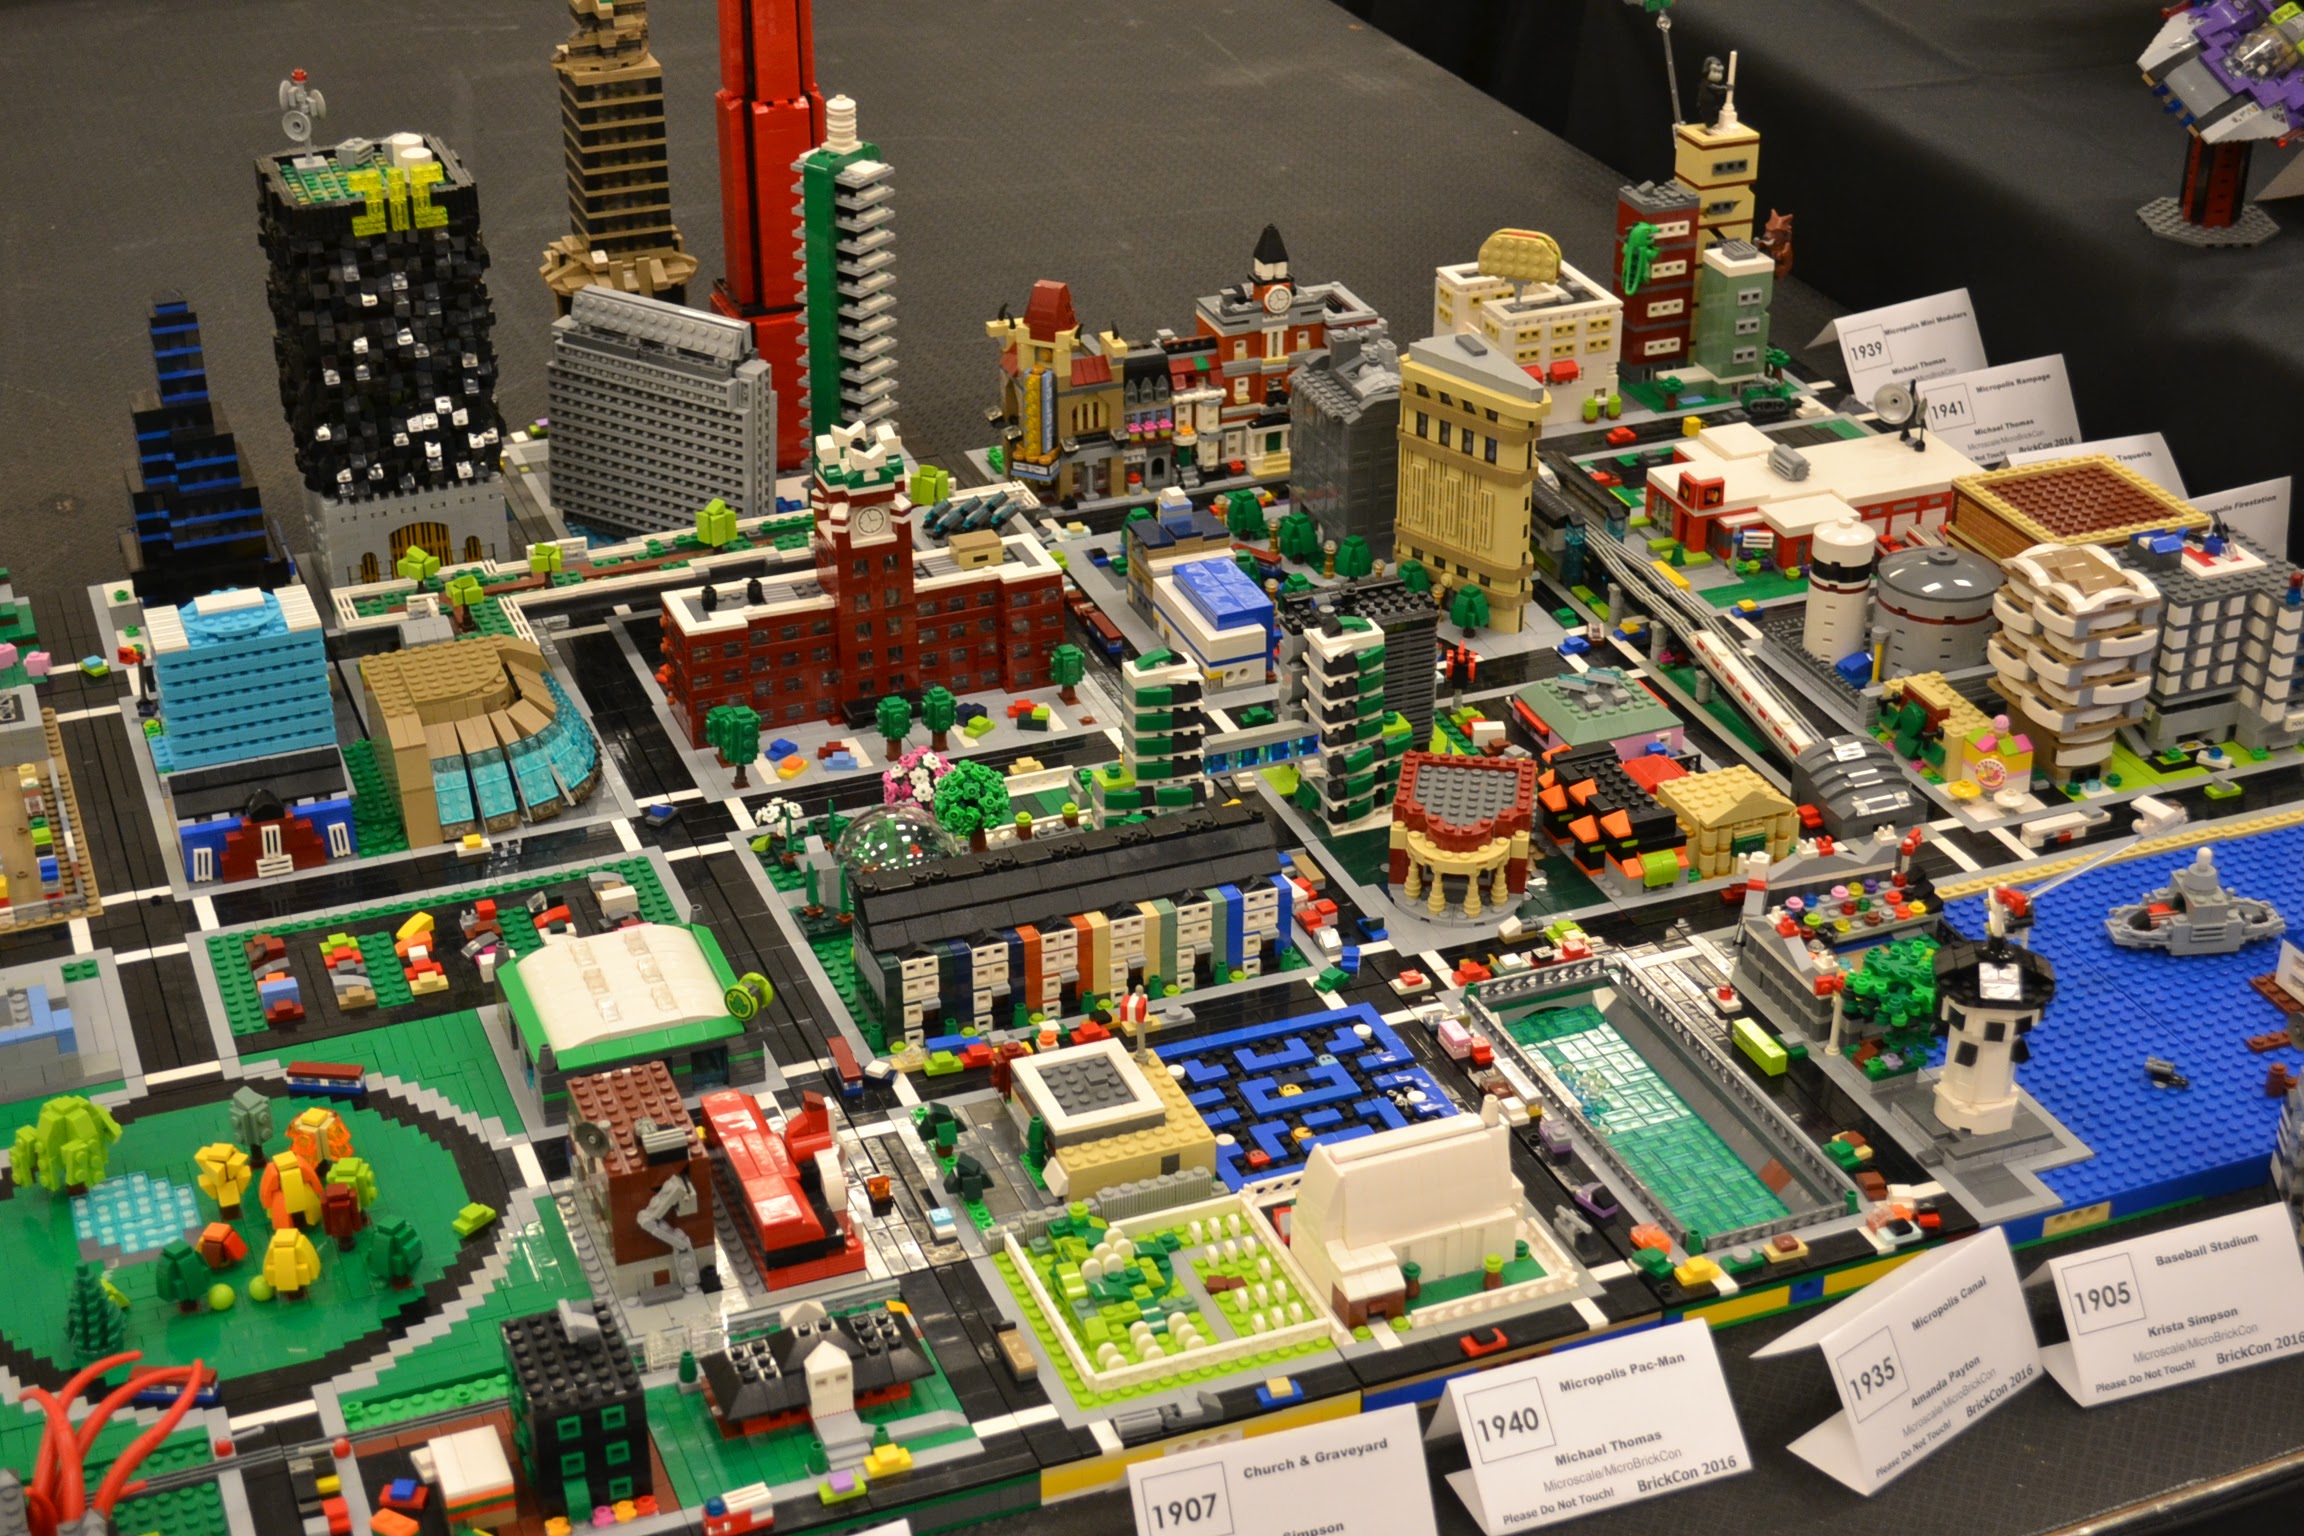 1939
Micropolis Mini Modulars
Michael Thomas
MicroBrickCon
1941
Micropolis Rampage
Michael Thomas
Microscale/MicroBrickCon
Not Touch! BrickCon 2016
Taqueria
Firestation
1905
Baseball Stadium
Krista Simpson
Microscale/MicroBrickCon
Please Do Not Touch! BrickCon 2016
1935
Micropolis Canal
Amanda Payton
Microscale/MicroBrickCon
Please Do Not Touch! BrickCon 2016
1940
Micropolis Pac-Man
Michael Thomas
Microscale/MicroBrickCon
Please Do Not Touch! BrickCon 2016
1907
Church & Graveyard
Simpson